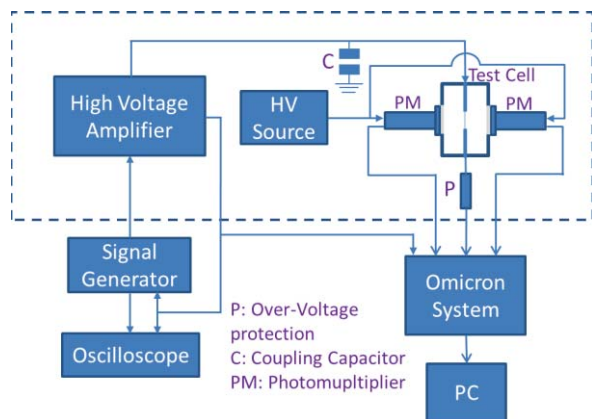 C
Test Cell
High Voltage
Amplifier
HV
Source
PM
PM
P
Signal
Generator
Omicron
System
P: Over-Voltage
protection
C: Coupling Capacitor
PM: Photomupltiplier
Oscilloscope
PC